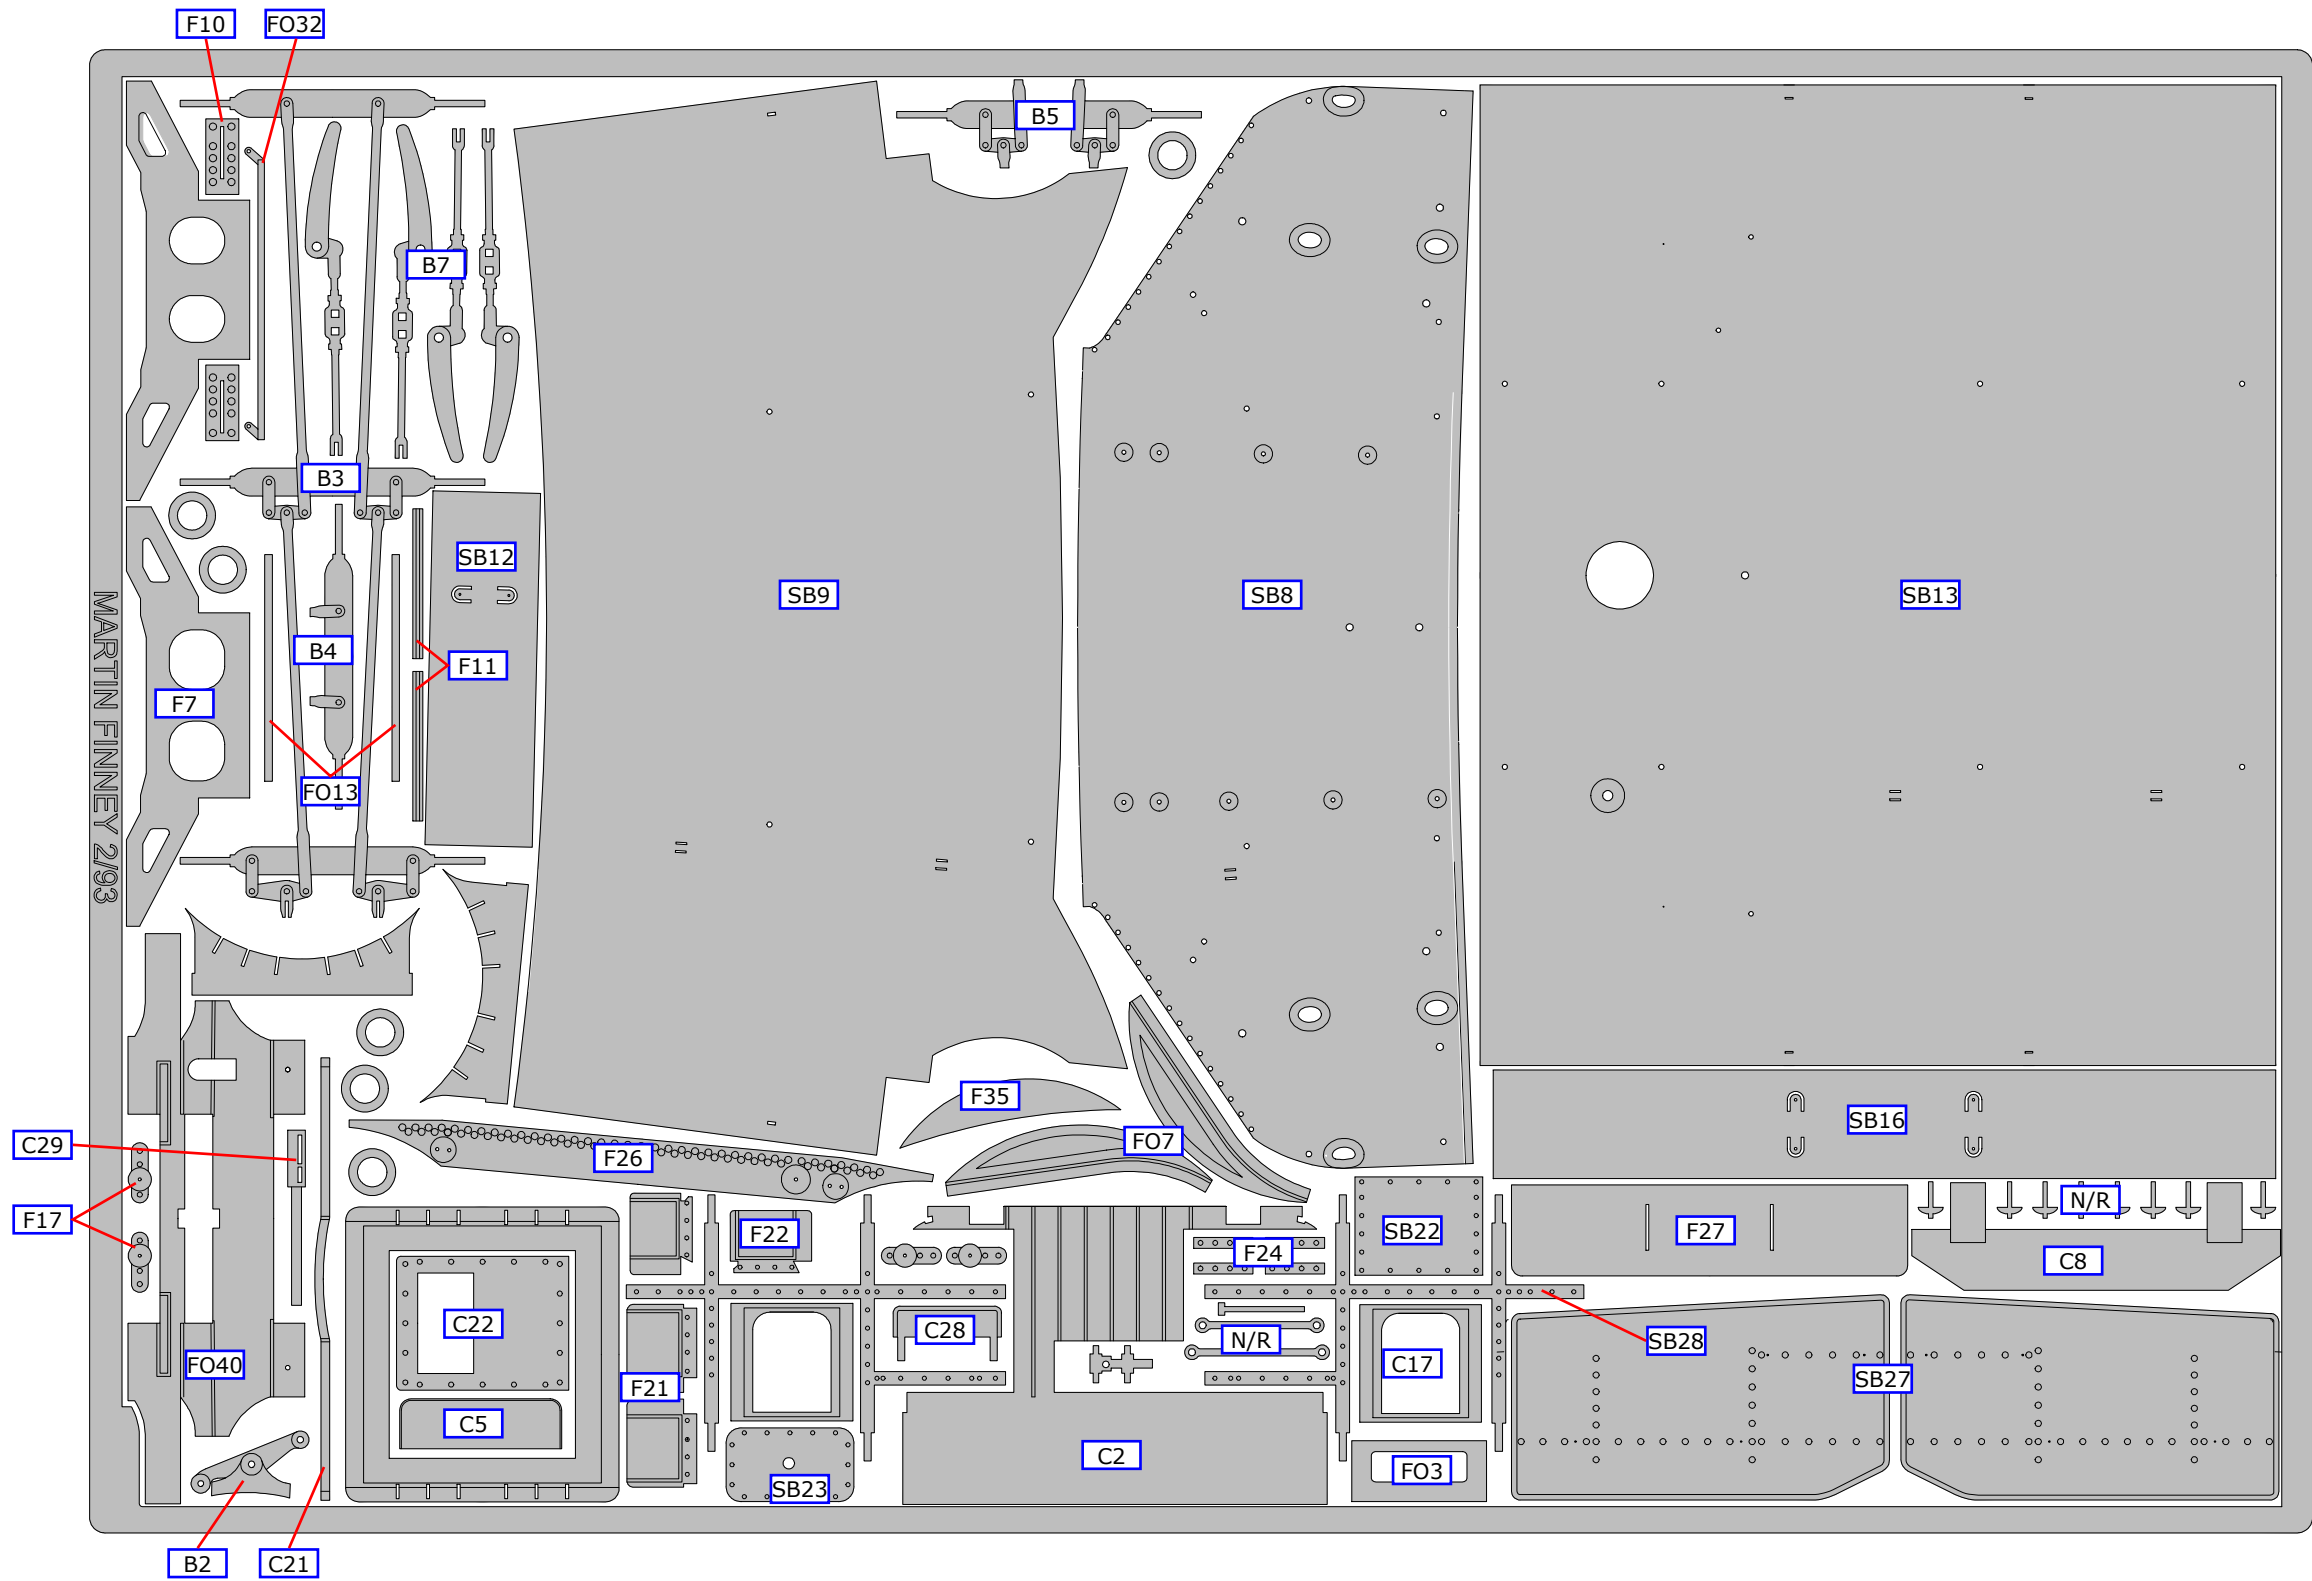 F10
FO32
B5
B7
B3
SB12
SB9
SB8
SB13
B4
F11
F7
FO13
MARTIN FINNEY 2/93
F35
SB16
FO7
C29
F26
N/R
F17
F22
SB22
F27
F24
C8
C22
C28
N/R
SB28
FO40
C17
F21
SB27
C5
C2
FO3
SB23
B2
C21